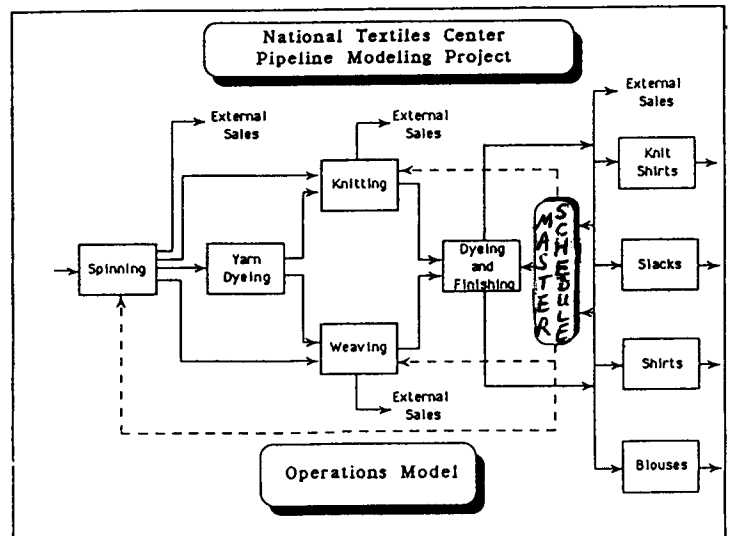 National Textiles Center
Pipeline Modeling Project
External
Sales
External
Sales
External
Sales
Knitting
Knit
Shirts
Spinning
Yarn
Dyeing
Dyeing
and
Finishing
MASTER
SCHEDULE
Slacks
Weaving
Shirts
External
Sales
Operations Model
Blouses